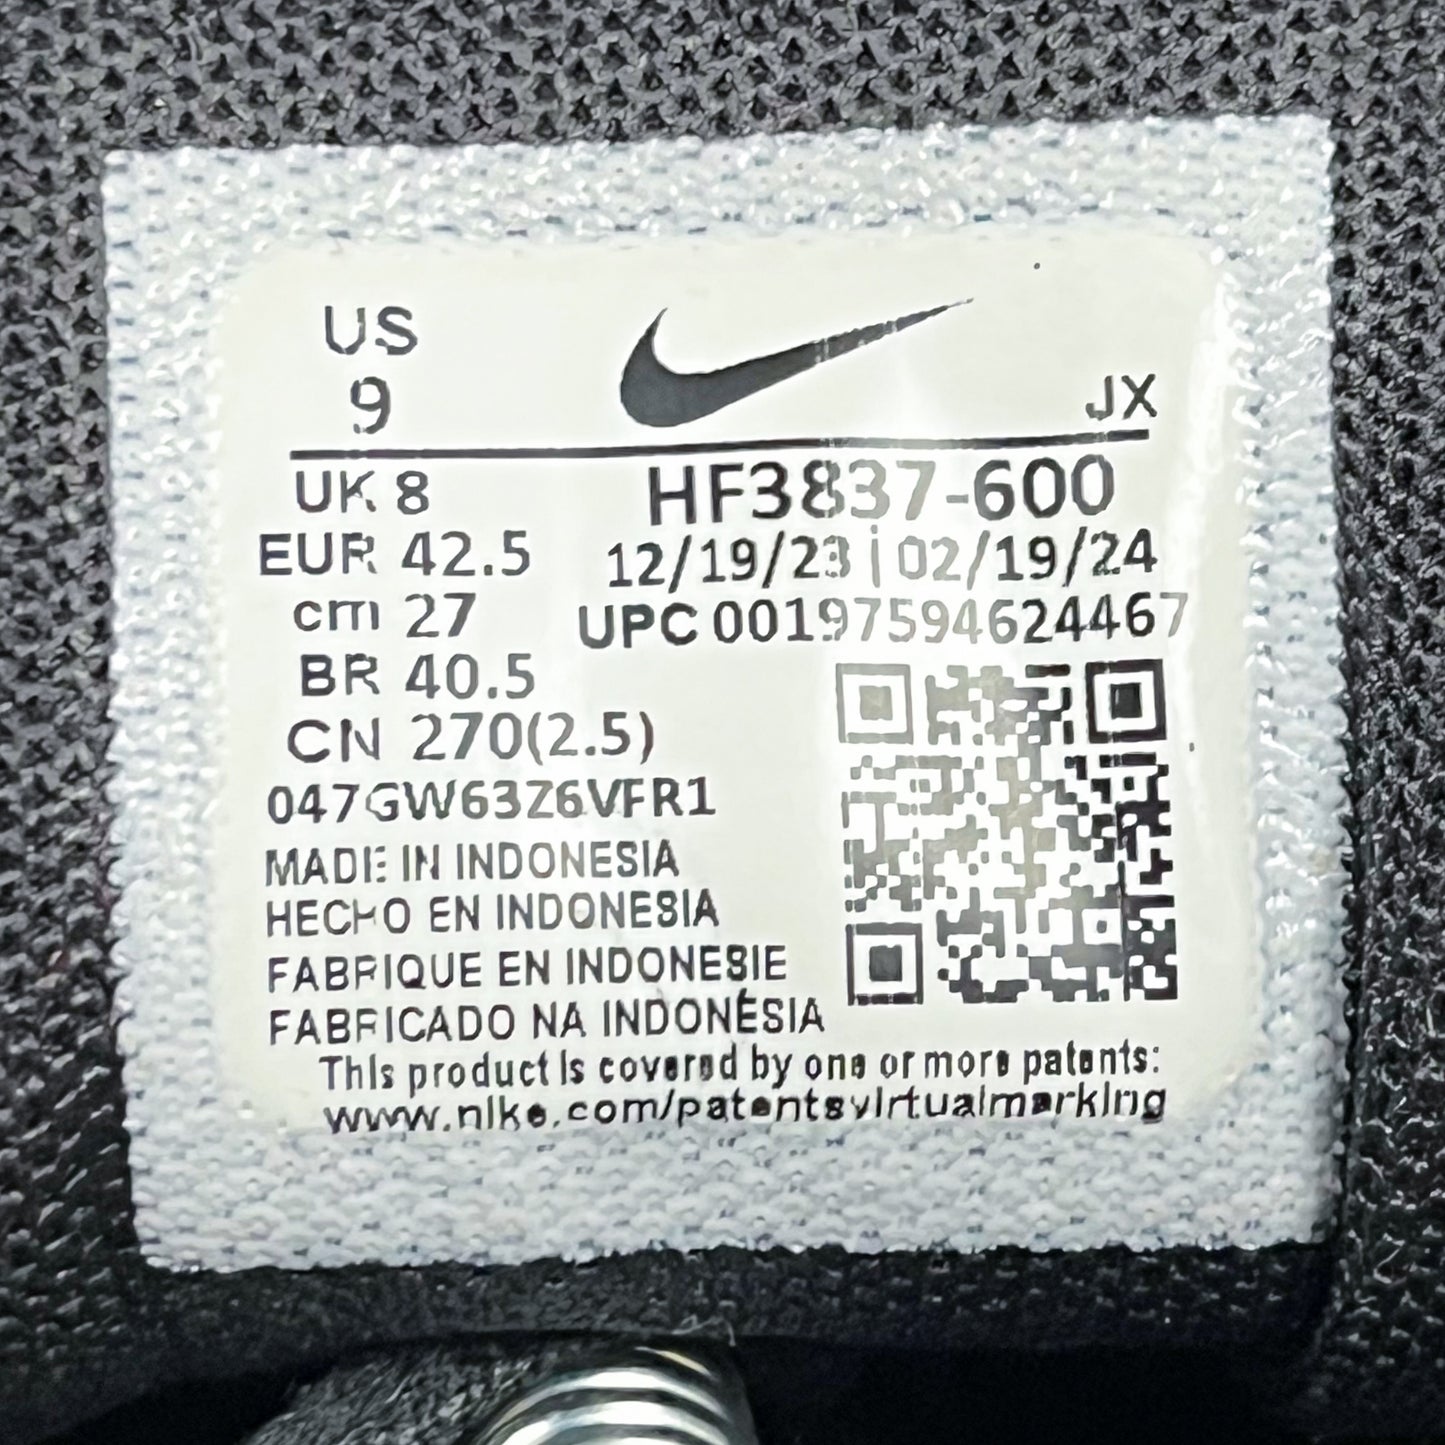 US
9
JX
UK 8
HF3837-600
EUR 42.5
12/19/23 | 02/19/24
cm 27
UPC 00197594624467
BR 40.5
CN 270(2.5)
047GW63Z6VFR1
MADE IN INDONESIA
HECHO EN INDONESIA
FABRIQUE EN INDONESIE
FABRICADO NA INDONÉSIA
This product is covered by one or more patents:
www.nike.com/patentsvirtualmarking